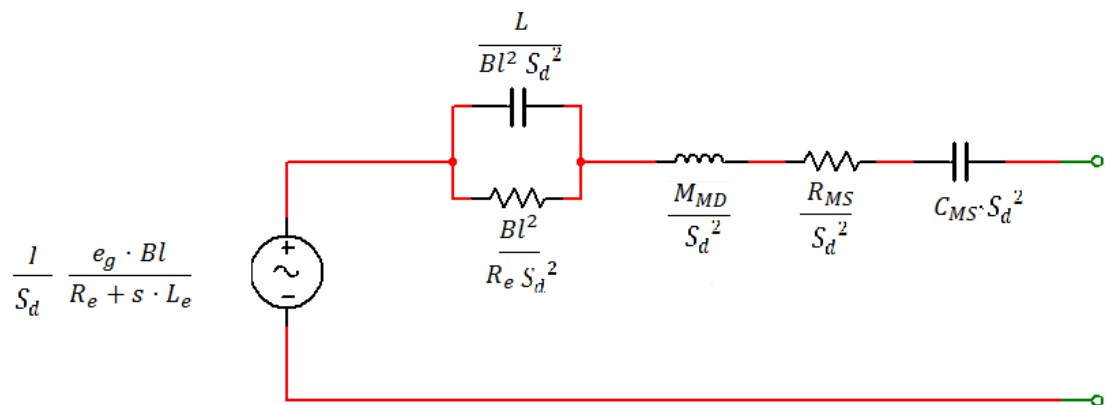 L
Bl² S_d²
Bl²
R_e S_d²
M_MD
S_d²
R_MS
S_d²
C_MS · S_d²
1
S_d
e_g · Bl
R_e + s · L_e
+
~
−